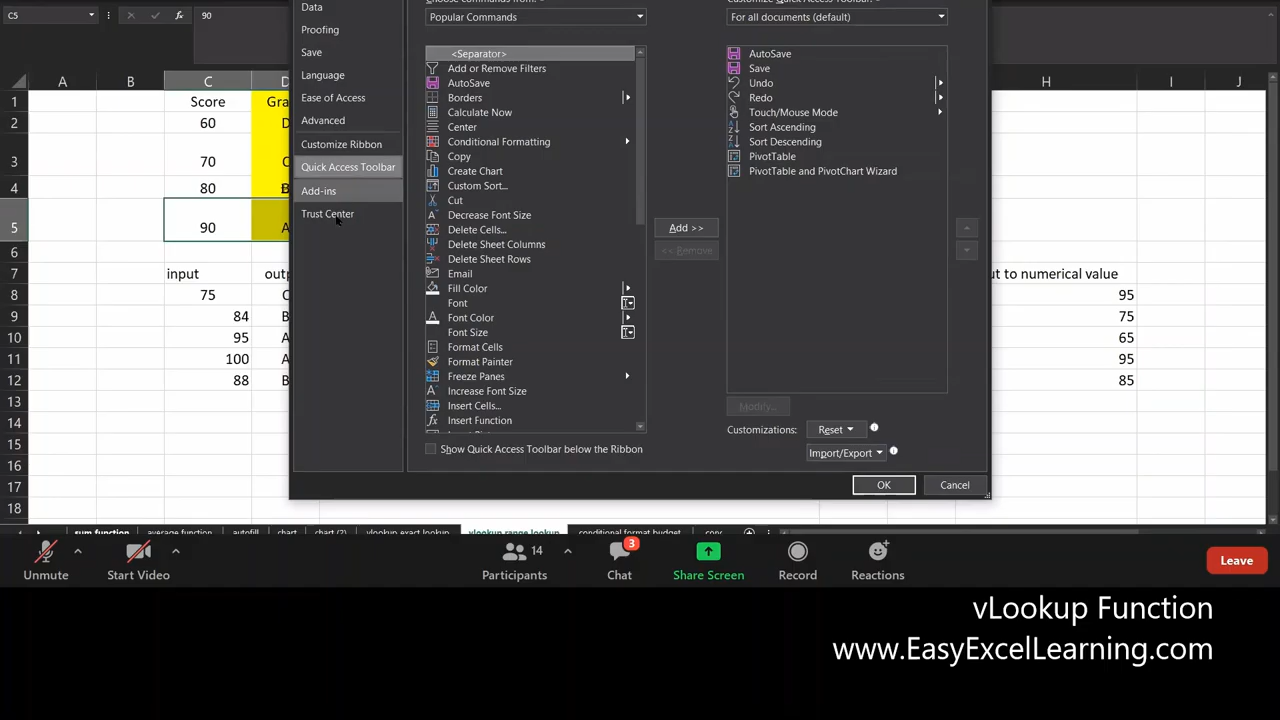 C5
90
Data
Proofing
Save
Language
Ease of Access
Advanced
Customize Ribbon
Quick Access Toolbar
Add-ins
Trust Center
Popular Commands
<Separator>
Add or Remove Filters
AutoSave
Borders
Calculate Now
Center
Conditional Formatting
Copy
Create Chart
Custom Sort...
Cut
Decrease Font Size
Delete Cells...
Delete Sheet Columns
Delete Sheet Rows
Email
Fill Color
Font
Font Color
Font Size
Format Cells
Format Painter
Freeze Panes
Increase Font Size
Insert Cells...
Insert Function
Show Quick Access Toolbar below the Ribbon
Add >>
<< Remove
Customize Quick Access Toolbar:
For all documents (default)
AutoSave
Save
Undo
Redo
Touch/Mouse Mode
Sort Ascending
Sort Descending
PivotTable
PivotTable and PivotChart Wizard
Modify...
Customizations:
Reset
Import/Export
OK
Cancel
A B C D H I J
1 Score
2 60 D
3 70 C
4 80 B
5 90 A
6
7 input ut to numerical value
8 75 C 95
9 84 B 75
10 95 A 65
11 100 A 95
12 88 B 85
13
14
15
16
17
18
sum function average function autofill chart chart (2) vlookup exact lookup vlookup range lookup conditional format budget copy
Unmute
Start Video
14
Participants
3
Chat
Share Screen
Record
Reactions
Leave
vLookup Function
www.EasyExcelLearning.com